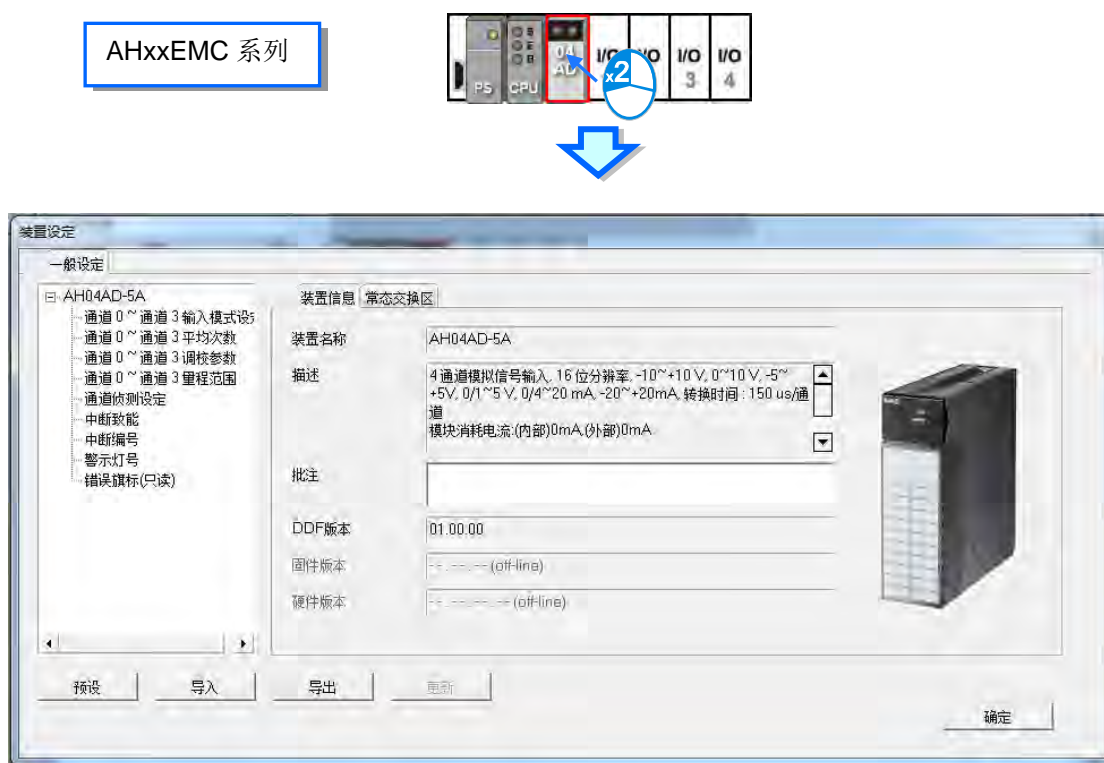 AHxxEMC 系列
PS
CPU
04
AD
x2
I/O
3
I/O
4
装置设定
一般设定
AH04AD-5A
通道 0 ~ 通道 3 输入模式设
通道 0 ~ 通道 3 平均次数
通道 0 ~ 通道 3 调校参数
通道 0 ~ 通道 3 量程范围
通道侦测设定
中断致能
中断编号
警示灯号
错误旗标(只读)
装置信息 常态交换区
装置名称 AH04AD-5A
描述 4 通道模拟信号输入. 16 位分辨率. -10~+10 V, 0~10 V, -5~
+5V, 0/1~5 V, 0/4~20 mA, -20~+20mA, 转换时间 : 150 us/通
道
模块消耗电流:(内部)0mA,(外部)0mA.
批注
DDF版本 01.00.00
固件版本 --.--.-- (off-line)
硬件版本 --.--.--.-- (off-line)
预设 导入 导出 更新
确定